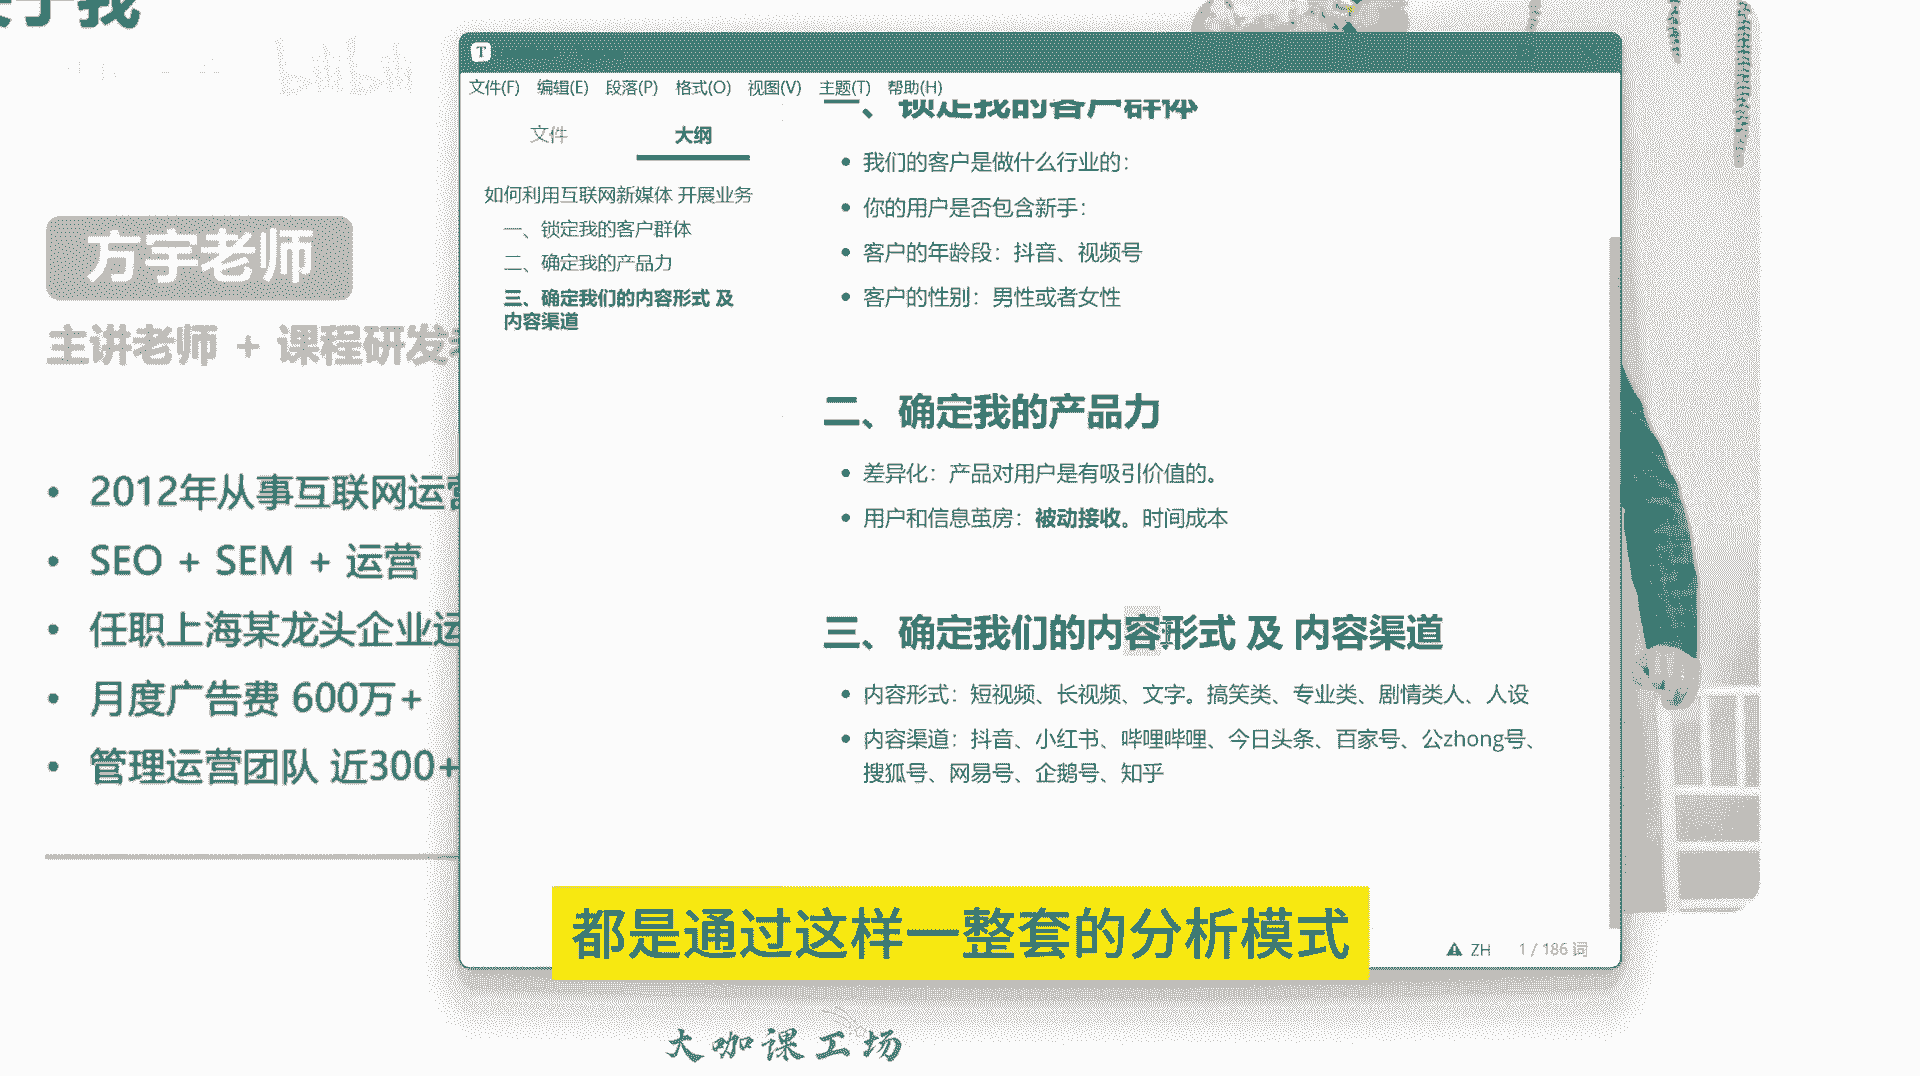 于我
bilibili
方宇老师
主讲老师 + 课程研发
• 2012年从事互联网运营
• SEO + SEM + 运营
• 任职上海某龙头企业运
• 月度广告费 600万+
• 管理运营团队 近300+
T
文件(F) 编辑(E) 段落(P) 格式(O) 视图(V) 主题(T) 帮助(H)
文件 大纲
如何利用互联网新媒体 开展业务
一、锁定我的客户群体
二、确定我的产品力
三、确定我们的内容形式 及
内容渠道
一、锁定我的客户群体
• 我们的客户是做什么行业的：
• 你的用户是否包含新手：
• 客户的年龄段：抖音、视频号
• 客户的性别：男性或者女性
二、确定我的产品力
• 差异化：产品对用户是有吸引价值的。
• 用户和信息茧房：被动接收。时间成本
三、确定我们的内容形式 及 内容渠道
• 内容形式：短视频、长视频、文字。搞笑类、专业类、剧情类人、人设
• 内容渠道：抖音、小红书、哔哩哔哩、今日头条、百家号、公zhong号、
搜狐号、网易号、企鹅号、知乎
ZH 1 / 186 词
都是通过这样一整套的分析模式
大咖课工场